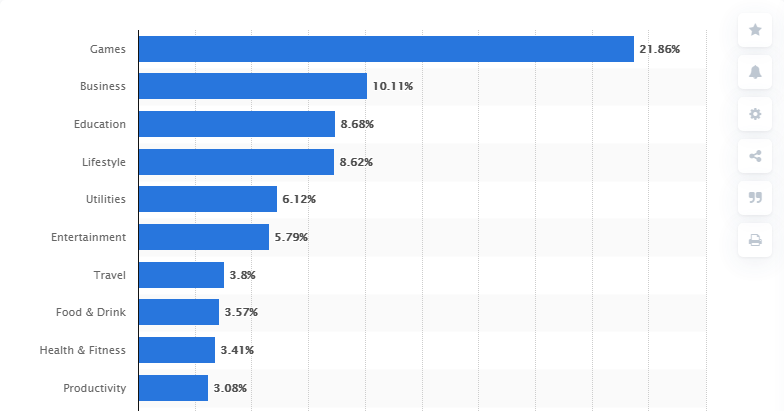 Games 21.86%
Business 10.11%
Education 8.68%
Lifestyle 8.62%
Utilities 6.12%
Entertainment 5.79%
Travel 3.8%
Food & Drink 3.57%
Health & Fitness 3.41%
Productivity 3.08%